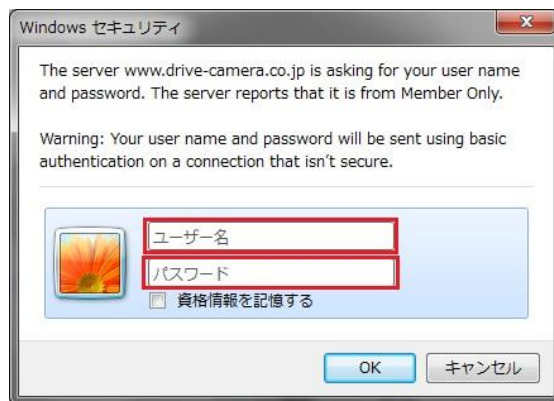 Windows セキュリティ
The server www.drive-camera.co.jp is asking for your user name
and password. The server reports that it is from Member Only.
Warning: Your user name and password will be sent using basic
authentication on a connection that isn't secure.
ユーザー名
パスワード
資格情報を記憶する
OK
キャンセル